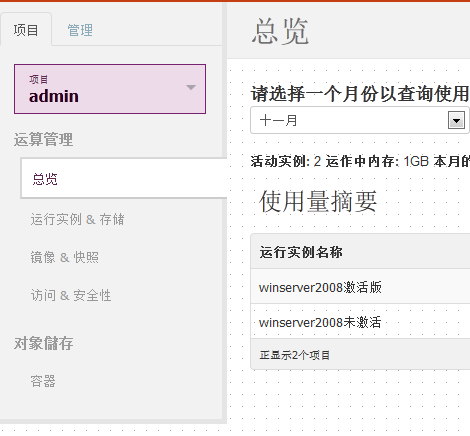 项目
管理
项目
admin
运算管理
总览
运行实例 & 存储
镜像 & 快照
访问 & 安全性
对象储存
容器
总览
请选择一个月份以查询使用
十一月
活动实例: 2 运作中内存: 1GB 本月的
使用量摘要
运行实例名称
winserver2008激活版
winserver2008未激活
正显示2个项目